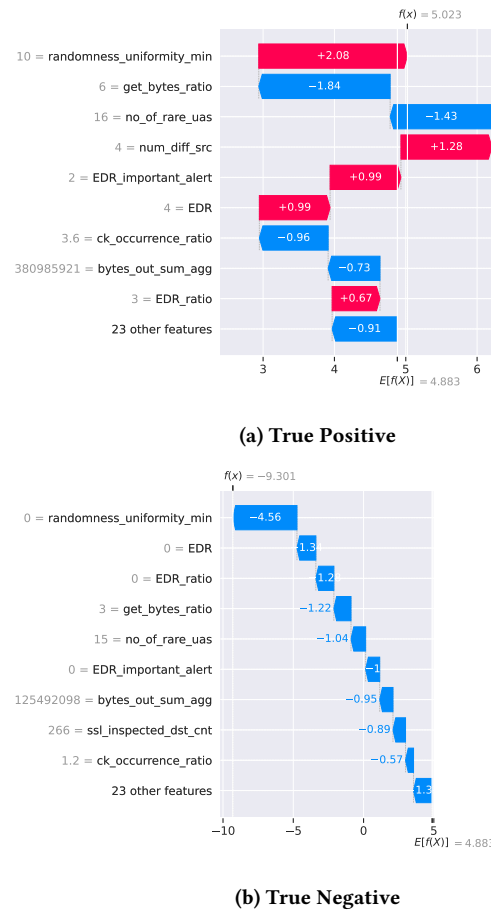 f(x) = 5.023
10 = randomness_uniformity_min
+2.08
6 = get_bytes_ratio
−1.84
16 = no_of_rare_uas
−1.43
4 = num_diff_src
+1.28
2 = EDR_important_alert
+0.99
4 = EDR
+0.99
3.6 = ck_occurrence_ratio
−0.96
380985921 = bytes_out_sum_agg
−0.73
3 = EDR_ratio
+0.67
23 other features
−0.91
3 4 5 6
E[f(X)] = 4.883
(a) True Positive
f(x) = −9.301
0 = randomness_uniformity_min
−4.56
0 = EDR
0 = EDR_ratio
3 = get_bytes_ratio
−1.22
15 = no_of_rare_uas
−1.04
0 = EDR_important_alert
125492098 = bytes_out_sum_agg
−0.95
266 = ssl_inspected_dst_cnt
−0.89
1.2 = ck_occurrence_ratio
−0.57
23 other features
−10 −5 0 5
E[f(X)] = 4.883
(b) True Negative